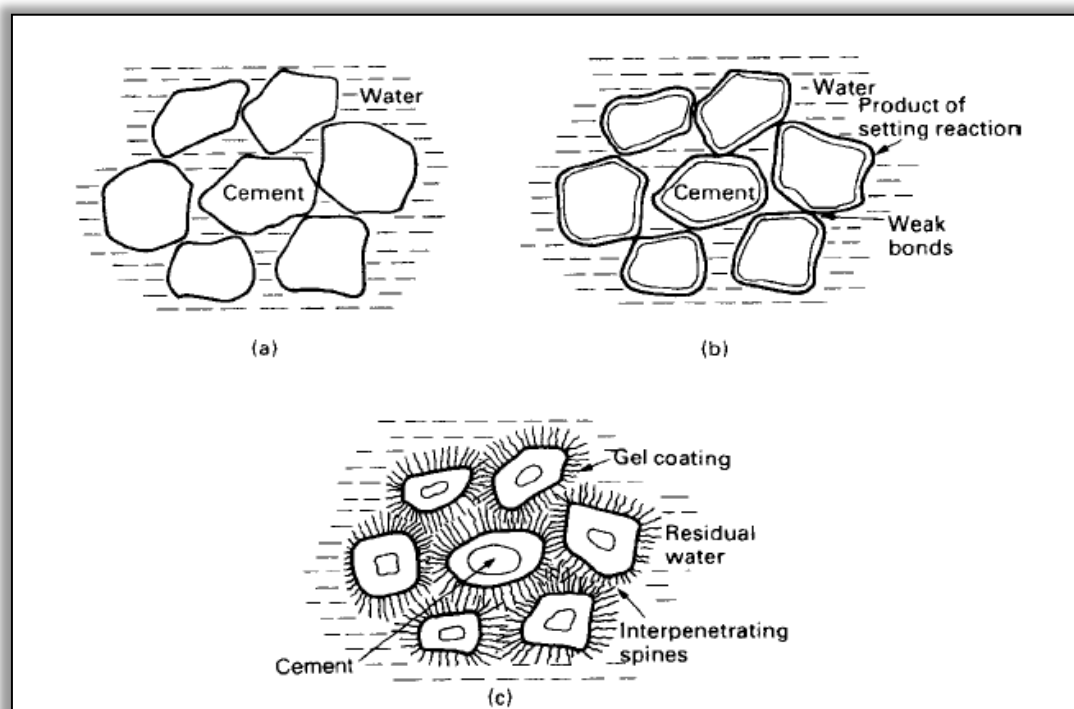 Water
Cement
(a)
Water
Product of
setting reaction
Cement
Weak
bonds
(b)
Gel coating
Residual
water
Interpenetrating
spines
Cement
(c)